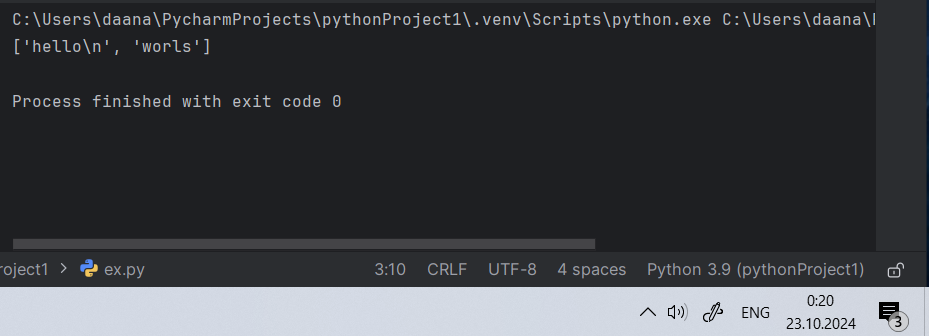 C:\Users\daana\PycharmProjects\pythonProject1\.venv\Scripts\python.exe C:\Users\daana\
['hello\n', 'worls']
Process finished with exit code 0
roject1 > ex.py 3:10 CRLF UTF-8 4 spaces Python 3.9 (pythonProject1)
ENG 0:20
23.10.2024 3